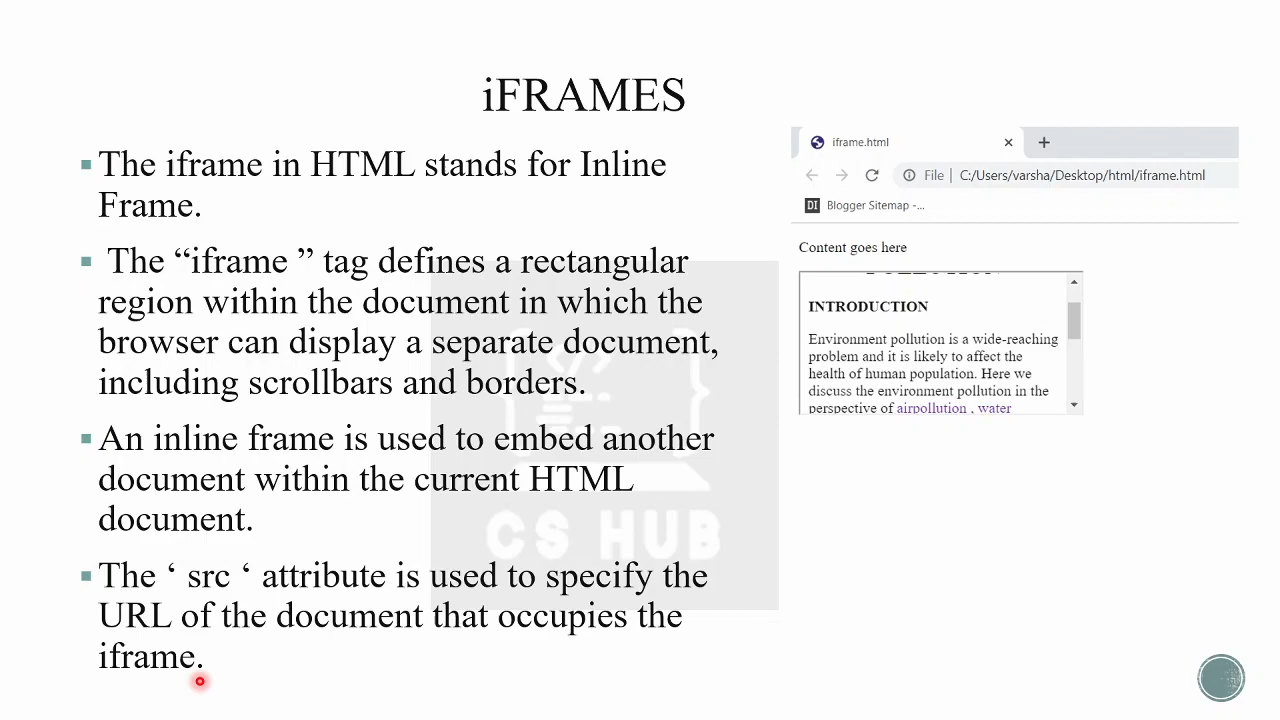 iFRAMES
The iframe in HTML stands for Inline
Frame.
The “iframe ” tag defines a rectangular
region within the document in which the
browser can display a separate document,
including scrollbars and borders.
An inline frame is used to embed another
document within the current HTML
document.
The ‘ src ‘ attribute is used to specify the
URL of the document that occupies the
iframe.
CS HUB
iframe.html
File | C:/Users/varsha/Desktop/html/iframe.html
DI Blogger Sitemap -...
Content goes here
INTRODUCTION
Environment pollution is a wide-reaching
problem and it is likely to affect the
health of human population. Here we
discuss the environment pollution in the
perspective of airpollution , water